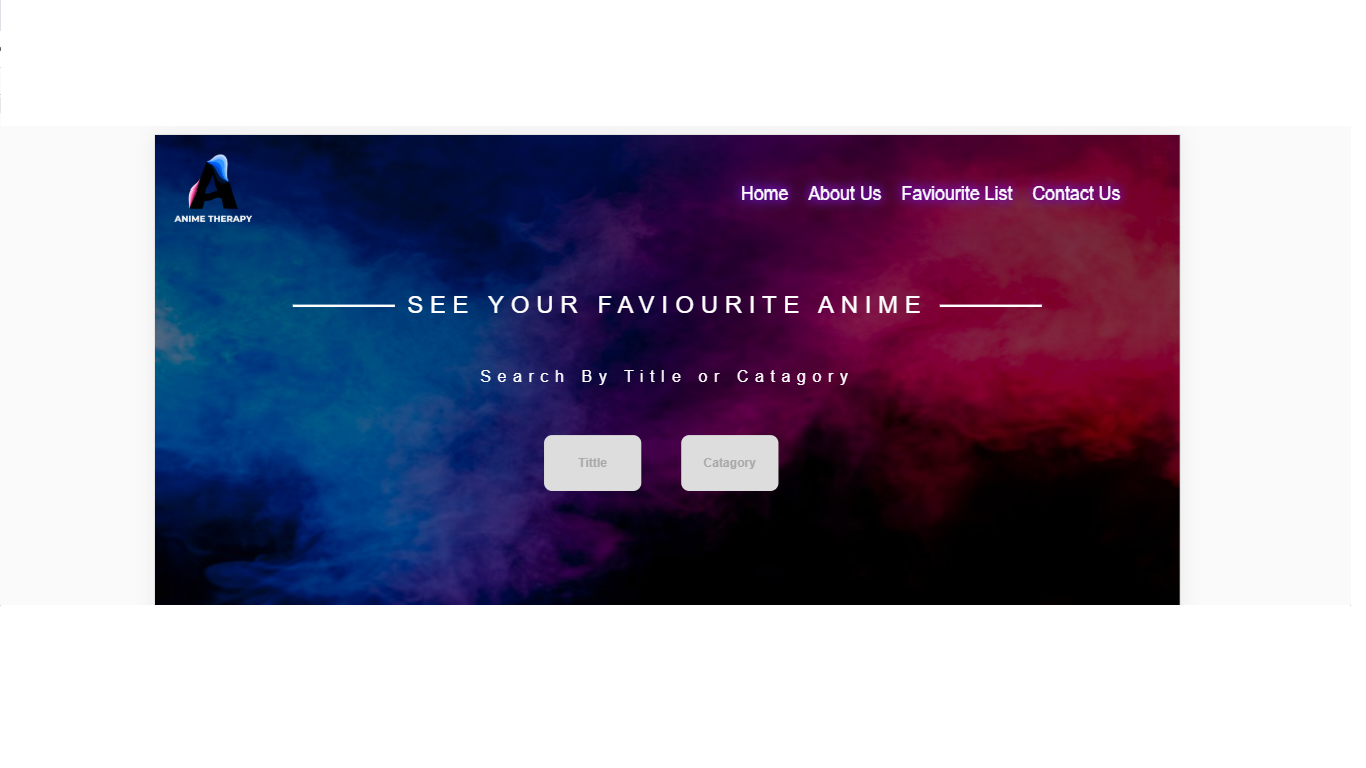 ANIME THERAPY
Home About Us Faviourite List Contact Us
SEE YOUR FAVIOURITE ANIME
Search By Title or Catagory
Tittle Catagory